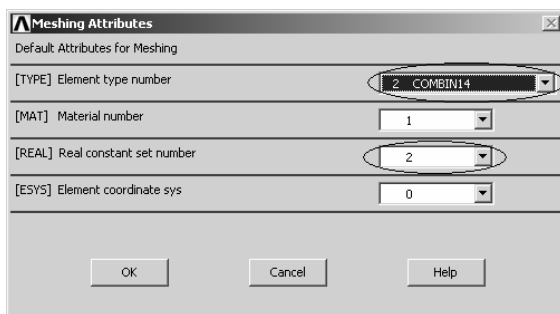 Meshing Attributes
Default Attributes for Meshing
[TYPE] Element type number 2 COMBIN14
[MAT] Material number 1
[REAL] Real constant set number 2
[ESYS] Element coordinate sys 0
OK Cancel Help